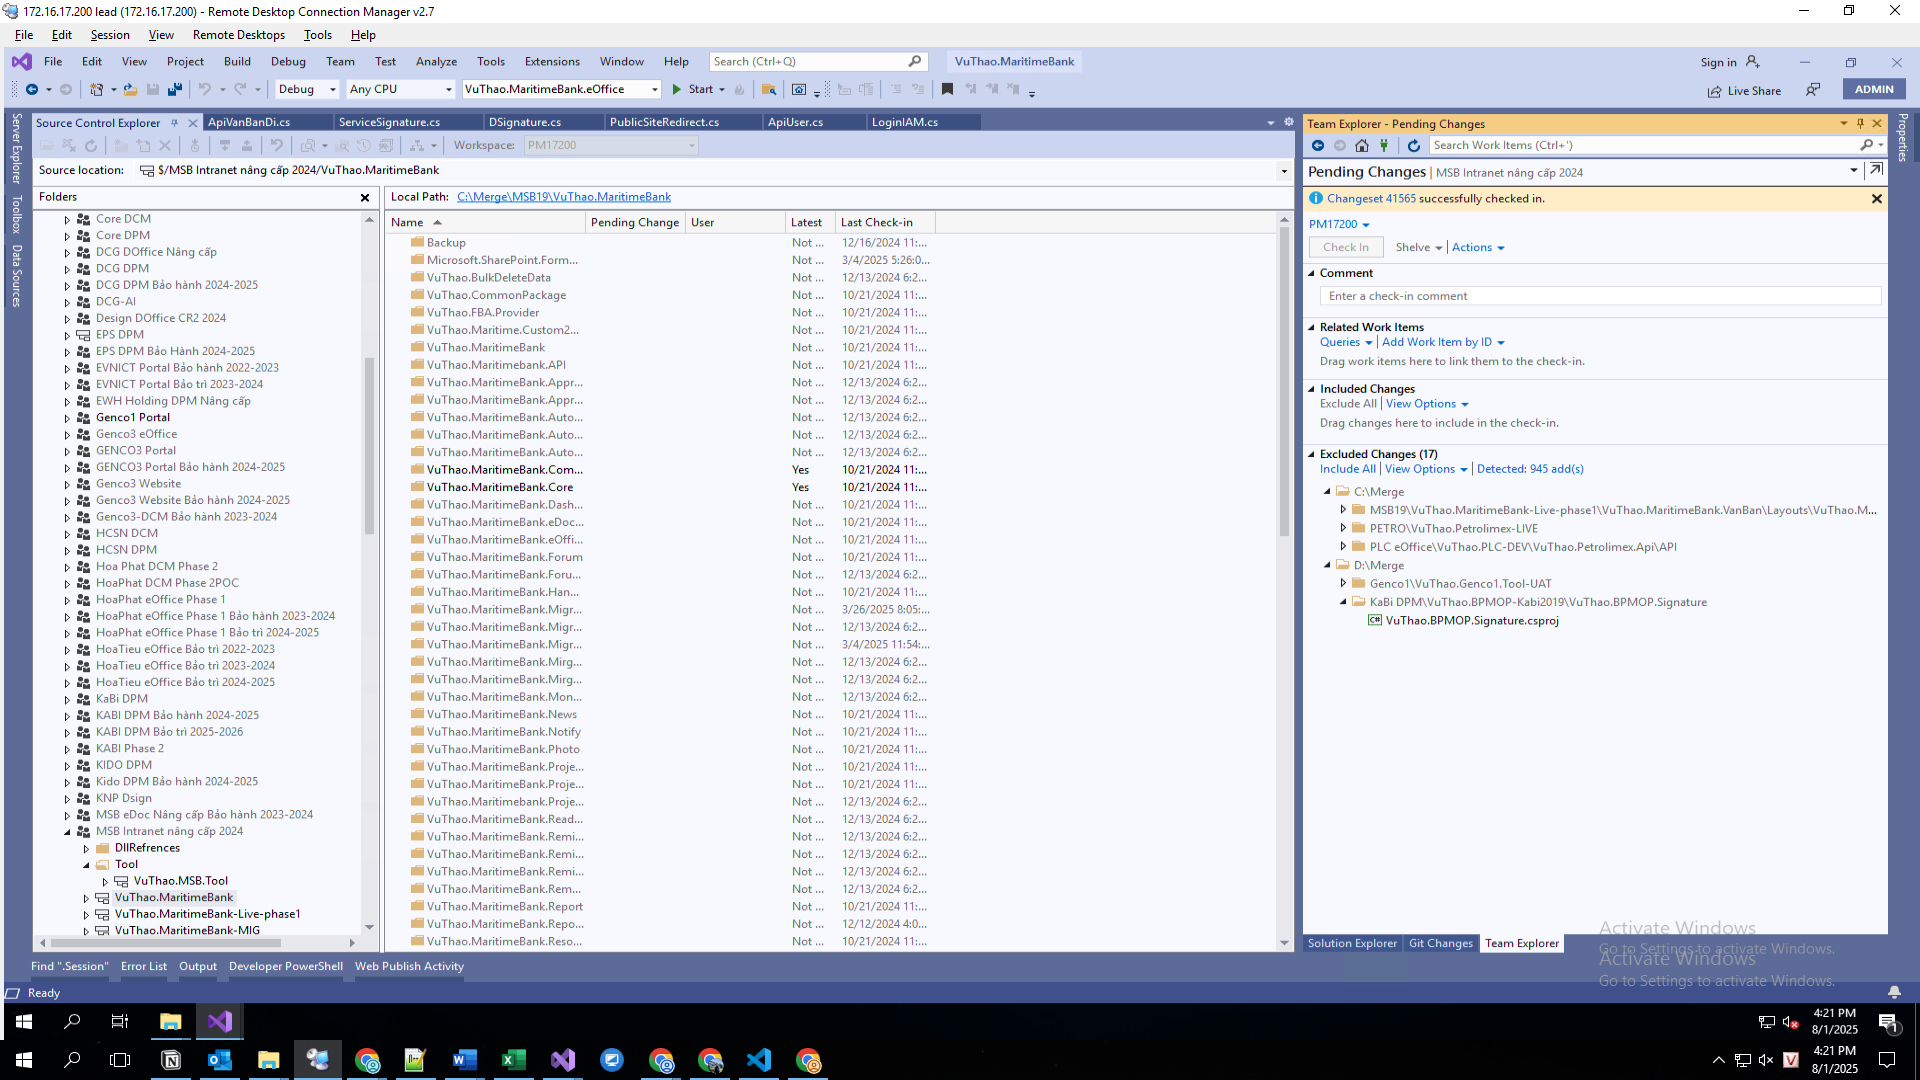 172.16.17.200 lead (172.16.17.200) - Remote Desktop Connection Manager v2.7
File Edit Session View Remote Desktops Tools Help
File Edit View Project Build Debug Team Test Analyze Tools Extensions Window Help Search (Ctrl+Q) VuThao.MaritimeBank Sign in
Debug Any CPU VuThao.MaritimeBank.eOffice Start Live Share ADMIN
Server Explorer
Toolbox
Data Sources
Source Control Explorer ApiVanBanDi.cs ServiceSignature.cs DSignature.cs PublicSiteRedirect.cs ApiUser.cs LoginIAM.cs
Workspace: PM17200
Source location: $/MSB Intranet nâng cấp 2024/VuThao.MaritimeBank
Folders
Core DCM
Core DPM
DCG DOffice Nâng cấp
DCG DPM
DCG DPM Bảo hành 2024-2025
DCG-AI
Design DOffice CR2 2024
EPS DPM
EPS DPM Bảo Hành 2024-2025
EVNICT Portal Bảo hành 2022-2023
EVNICT Portal Bảo trì 2023-2024
EWH Holding DPM Nâng cấp
Genco1 Portal
Genco3 eOffice
GENCO3 Portal
GENCO3 Portal Bảo hành 2024-2025
Genco3 Website
Genco3 Website Bảo hành 2024-2025
Genco3-DCM Bảo hành 2023-2024
HCSN DCM
HCSN DPM
Hoa Phat DCM Phase 2
HoaPhat DCM Phase 2POC
HoaPhat eOffice Phase 1
HoaPhat eOffice Phase 1 Bảo hành 2023-2024
HoaPhat eOffice Phase 1 Bảo trì 2024-2025
HoaTieu eOffice Bảo trì 2022-2023
HoaTieu eOffice Bảo trì 2023-2024
HoaTieu eOffice Bảo trì 2024-2025
KaBi DPM
KABI DPM Bảo hành 2024-2025
KABI DPM Bảo trì 2025-2026
KABI Phase 2
KIDO DPM
Kido DPM Bảo hành 2024-2025
KNP Dsign
MSB eDoc Nâng cấp Bảo hành 2023-2024
MSB Intranet nâng cấp 2024
DllRefrences
Tool
VuThao.MSB.Tool
VuThao.MaritimeBank
VuThao.MaritimeBank-Live-phase1
VuThao.MaritimeBank-MIG
Local Path: C:\Merge\MSB19\VuThao.MaritimeBank
Name Pending Change User Latest Last Check-in
Backup Not ... 12/16/2024 11:...
Microsoft.SharePoint.Form... Not ... 3/4/2025 5:26:0...
VuThao.BulkDeleteData Not ... 12/13/2024 6:2...
VuThao.CommonPackage Not ... 10/21/2024 11:...
VuThao.FBA.Provider Not ... 10/21/2024 11:...
VuThao.Maritime.Custom2... Not ... 10/21/2024 11:...
VuThao.MaritimeBank Not ... 10/21/2024 11:...
VuThao.Maritimebank.API Not ... 10/21/2024 11:...
VuThao.MaritimeBank.Appr... Not ... 12/13/2024 6:2...
VuThao.MaritimeBank.Appr... Not ... 12/13/2024 6:2...
VuThao.MaritimeBank.Auto... Not ... 12/13/2024 6:2...
VuThao.MaritimeBank.Auto... Not ... 12/13/2024 6:2...
VuThao.MaritimeBank.Auto... Not ... 12/13/2024 6:2...
VuThao.MaritimeBank.Com... Yes 10/21/2024 11:...
VuThao.MaritimeBank.Core Yes 10/21/2024 11:...
VuThao.MaritimeBank.Dash... Not ... 10/21/2024 11:...
VuThao.MaritimeBank.eDoc... Not ... 10/21/2024 11:...
VuThao.MaritimeBank.eOffi... Not ... 10/21/2024 11:...
VuThao.MaritimeBank.Forum Not ... 10/21/2024 11:...
VuThao.MaritimeBank.Foru... Not ... 12/13/2024 6:2...
VuThao.MaritimeBank.Han... Not ... 10/21/2024 11:...
VuThao.MaritimeBank.Migr... Not ... 3/26/2025 8:05:...
VuThao.MaritimeBank.Migr... Not ... 12/13/2024 6:2...
VuThao.MaritimeBank.Migr... Not ... 3/4/2025 11:54:...
VuThao.MaritimeBank.Mirg... Not ... 12/13/2024 6:2...
VuThao.MaritimeBank.Mirg... Not ... 12/13/2024 6:2...
VuThao.MaritimeBank.Mon... Not ... 12/13/2024 6:2...
VuThao.MaritimeBank.News Not ... 10/21/2024 11:...
VuThao.MaritimeBank.Notify Not ... 10/21/2024 11:...
VuThao.MaritimeBank.Photo Not ... 10/21/2024 11:...
VuThao.MaritimeBank.Proje... Not ... 10/21/2024 11:...
VuThao.MaritimeBank.Proje... Not ... 10/21/2024 11:...
VuThao.MaritimeBank.Proje... Not ... 12/13/2024 6:2...
VuThao.MaritimeBank.Read... Not ... 12/13/2024 6:2...
VuThao.MaritimeBank.Remi... Not ... 12/13/2024 6:2...
VuThao.MaritimeBank.Remi... Not ... 12/13/2024 6:2...
VuThao.MaritimeBank.Remi... Not ... 12/13/2024 6:2...
VuThao.MaritimeBank.Rem... Not ... 12/13/2024 6:2...
VuThao.MaritimeBank.Report Not ... 10/21/2024 11:...
VuThao.MaritimeBank.Repo... Not ... 12/12/2024 4:0...
VuThao.MaritimeBank.Reso... Not ... 10/21/2024 11:...
Team Explorer - Pending Changes
Search Work Items (Ctrl+')
Pending Changes | MSB Intranet nâng cấp 2024
Changeset 41565 successfully checked in.
PM17200
Check In Shelve Actions
Comment
Enter a check-in comment
Related Work Items
Queries Add Work Item by ID
Drag work items here to link them to the check-in.
Included Changes
Exclude All View Options
Drag changes here to include in the check-in.
Excluded Changes (17)
Include All View Options Detected: 945 add(s)
C:\Merge
MSB19\VuThao.MaritimeBank-Live-phase1\VuThao.MaritimeBank.VanBan\Layouts\VuThao.M...
PETRO\VuThao.Petrolimex-LIVE
PLC eOffice\VuThao.PLC-DEV\VuThao.Petrolimex.Api\API
D:\Merge
Genco1\VuThao.Genco1.Tool-UAT
KaBi DPM\VuThao.BPMOP-Kabi2019\VuThao.BPMOP.Signature
C# VuThao.BPMOP.Signature.csproj
Properties
Activate Windows
Go to Settings to activate Windows.
Activate Windows
Go to Settings to activate Windows.
Solution Explorer Git Changes Team Explorer
Find ".Session" Error List Output Developer PowerShell Web Publish Activity
Ready
4:21 PM
8/1/2025
1
4:21 PM
8/1/2025